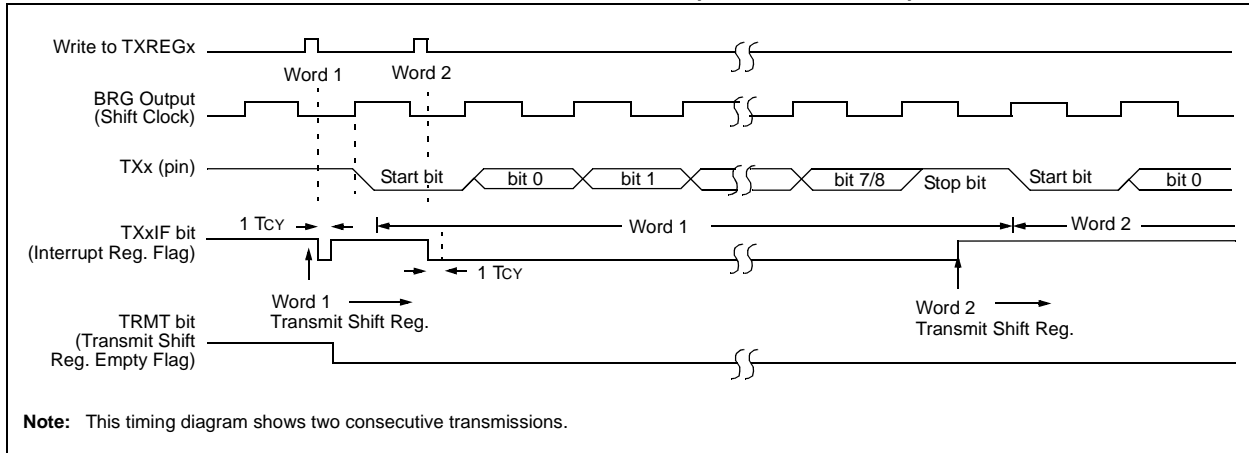 Write to TXREGx
Word 1 Word 2
BRG Output
(Shift Clock)
TXx (pin)
Start bit bit 0 bit 1 bit 7/8 Stop bit Start bit bit 0
1 TCY
Word 1 Word 2
TXxIF bit
(Interrupt Reg. Flag)
1 TCY
Word 1
Transmit Shift Reg.
Word 2
Transmit Shift Reg.
TRMT bit
(Transmit Shift
Reg. Empty Flag)
Note: This timing diagram shows two consecutive transmissions.